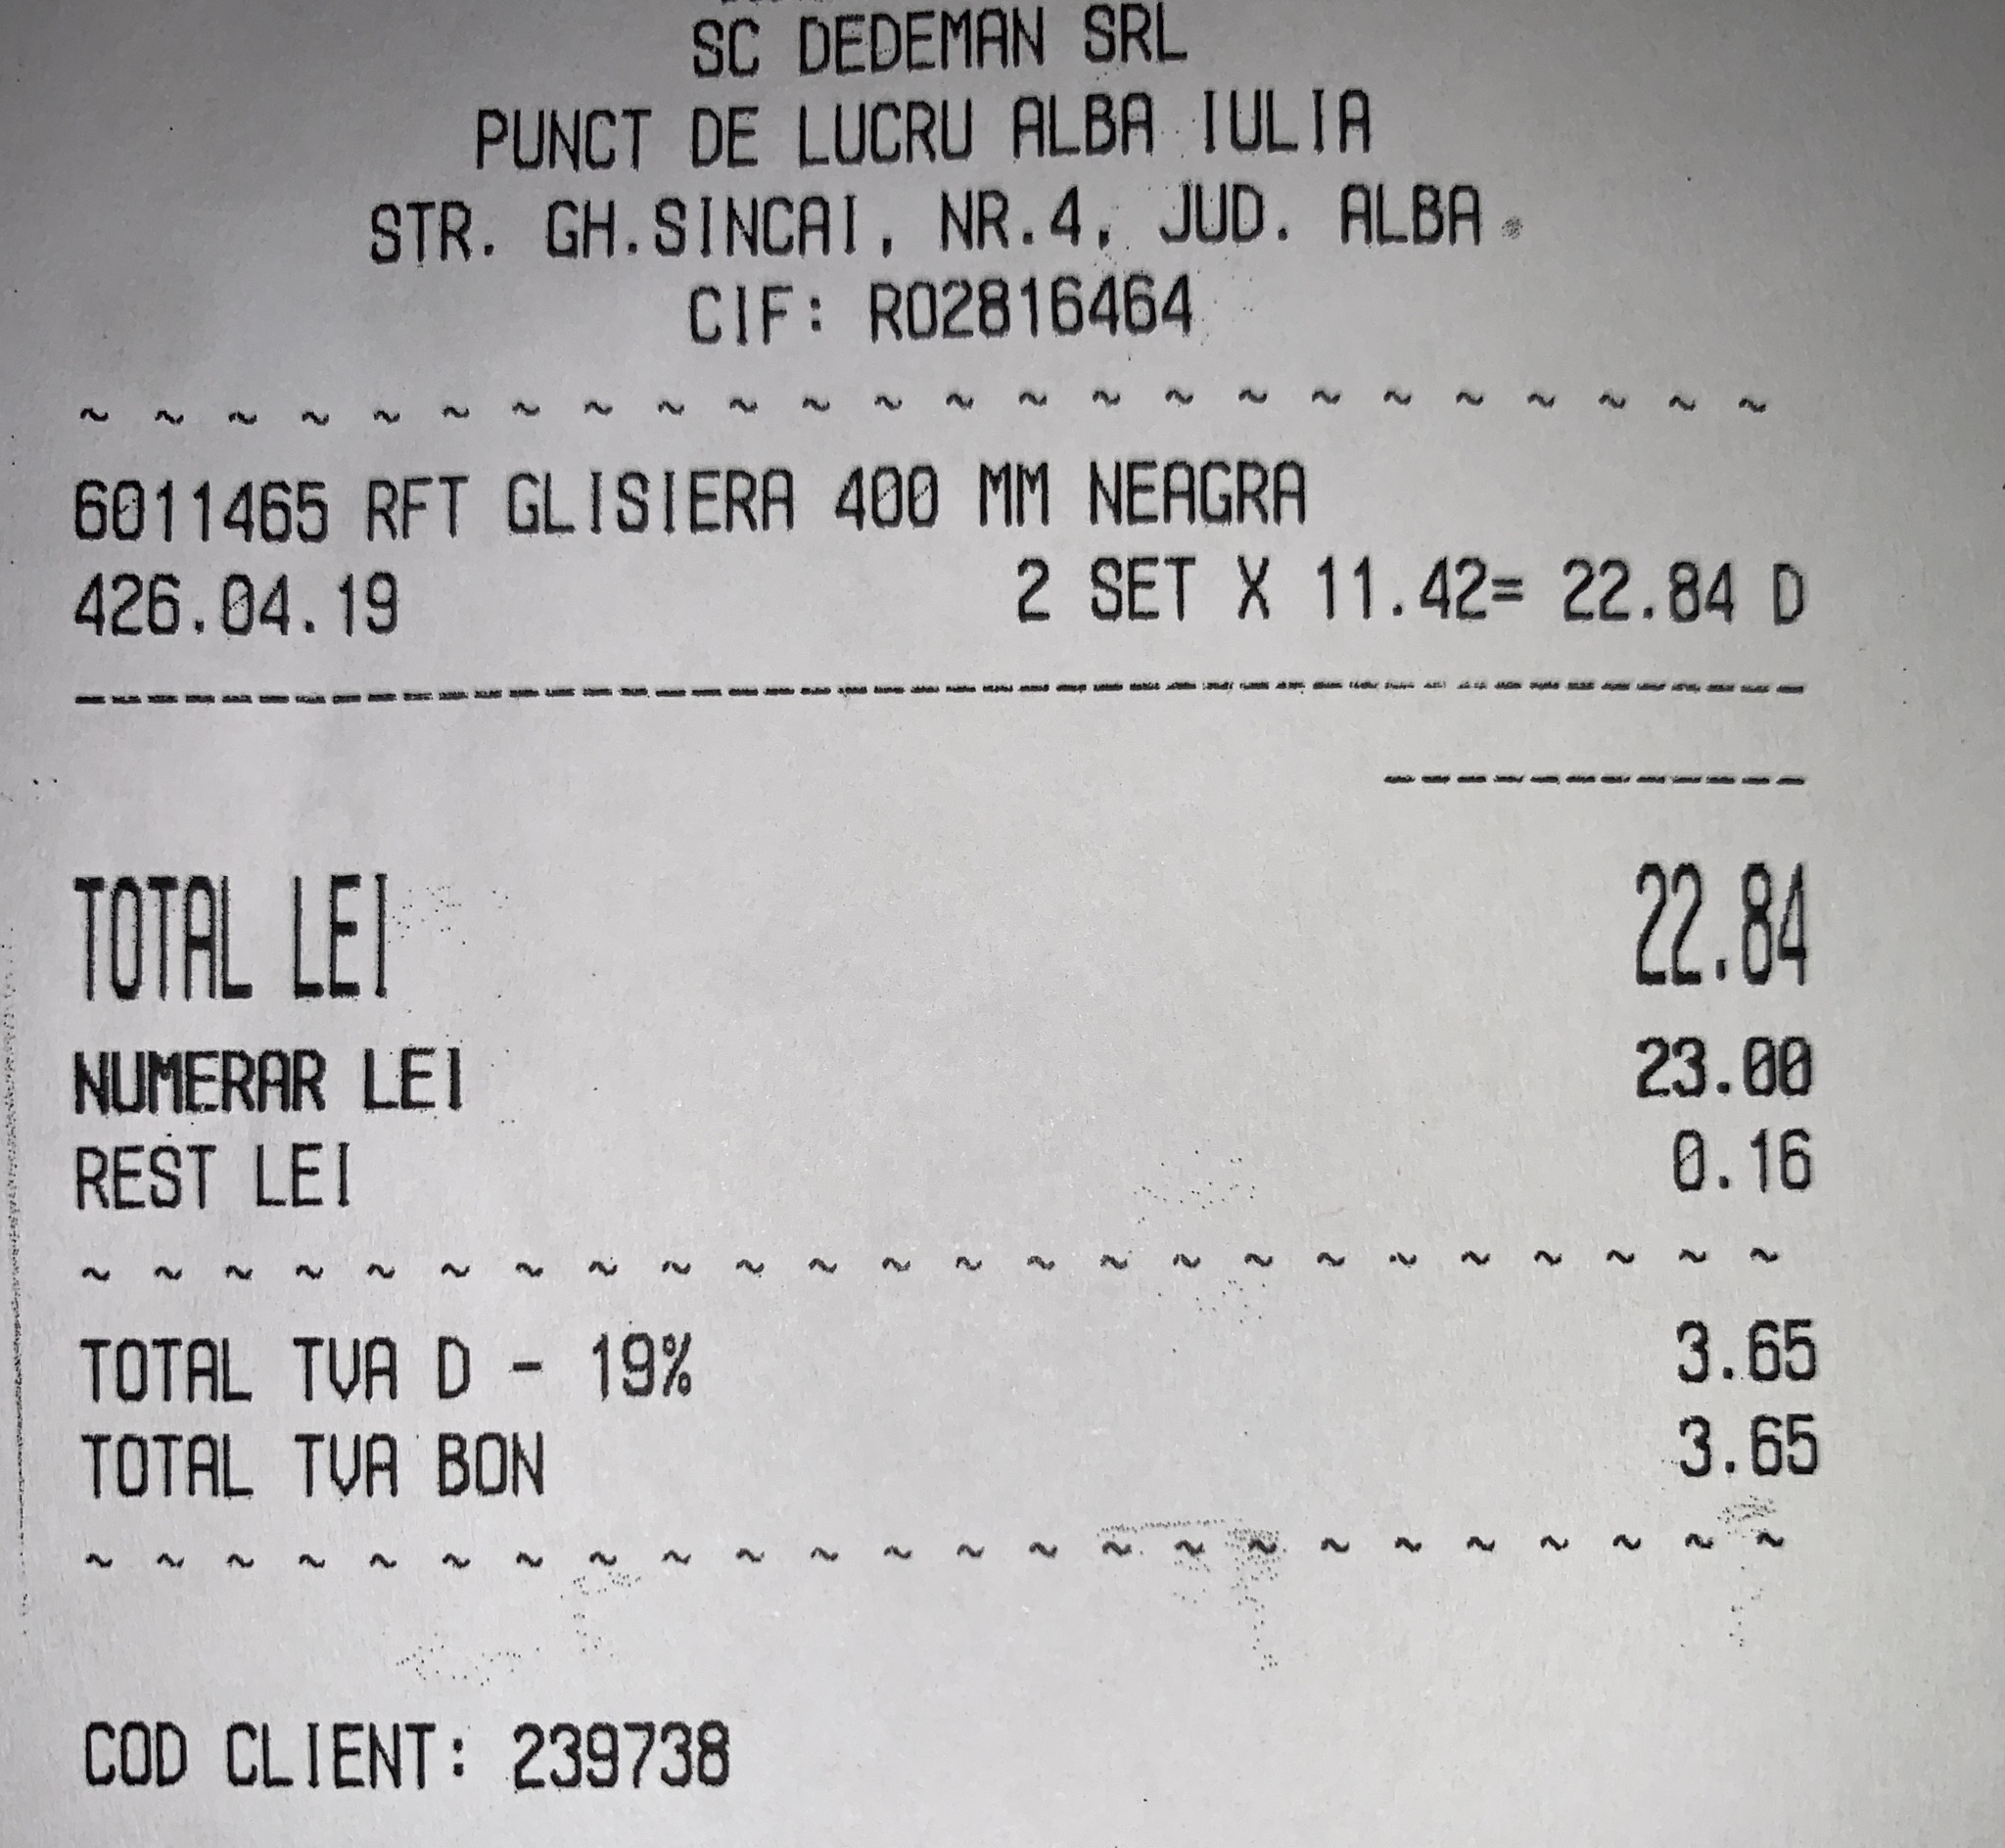 SC DEDEMAN SRL
PUNCT DE LUCRU ALBA IULIA
STR. GH.SINCAI, NR.4, JUD. ALBA
CIF: RO2816464
~ ~ ~ ~ ~ ~ ~ ~ ~ ~ ~ ~ ~ ~ ~ ~ ~ ~ ~ ~ ~ ~ ~ ~
6011465 RFT GLISIERA 400 MM NEAGRA
426.04.19 2 SET X 11.42= 22.84 D
------------------------------------------------
------------
TOTAL LEI 22.84
NUMERAR LEI 23.00
REST LEI 0.16
~ ~ ~ ~ ~ ~ ~ ~ ~ ~ ~ ~ ~ ~ ~ ~ ~ ~ ~ ~ ~ ~ ~ ~
TOTAL TVA D - 19% 3.65
TOTAL TVA BON 3.65
~ ~ ~ ~ ~ ~ ~ ~ ~ ~ ~ ~ ~ ~ ~ ~ ~ ~ ~ ~ ~ ~ ~ ~
COD CLIENT: 239738